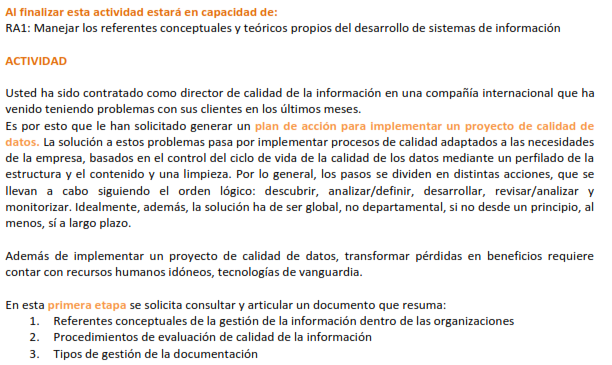 Al finalizar esta actividad estará en capacidad de:
RA1: Manejar los referentes conceptuales y teóricos propios del desarrollo de sistemas de información
ACTIVIDAD
Usted ha sido contratado como director de calidad de la información en una compañía internacional que ha
venido teniendo problemas con sus clientes en los últimos meses.
Es por esto que le han solicitado generar un plan de acción para implementar un proyecto de calidad de
datos. La solución a estos problemas pasa por implementar procesos de calidad adaptados a las necesidades
de la empresa, basados en el control del ciclo de vida de la calidad de los datos mediante un perfilado de la
estructura y el contenido y una limpieza. Por lo general, los pasos se dividen en distintas acciones, que se
llevan a cabo siguiendo el orden lógico: descubrir, analizar/definir, desarrollar, revisar/analizar y
monitorizar. Idealmente, además, la solución ha de ser global, no departamental, si no desde un principio, al
menos, sí a largo plazo.
Además de implementar un proyecto de calidad de datos, transformar pérdidas en beneficios requiere
contar con recursos humanos idóneos, tecnologías de vanguardia.
En esta primera etapa se solicita consultar y articular un documento que resuma:
1. Referentes conceptuales de la gestión de la información dentro de las organizaciones
2. Procedimientos de evaluación de calidad de la información
3. Tipos de gestión de la documentación